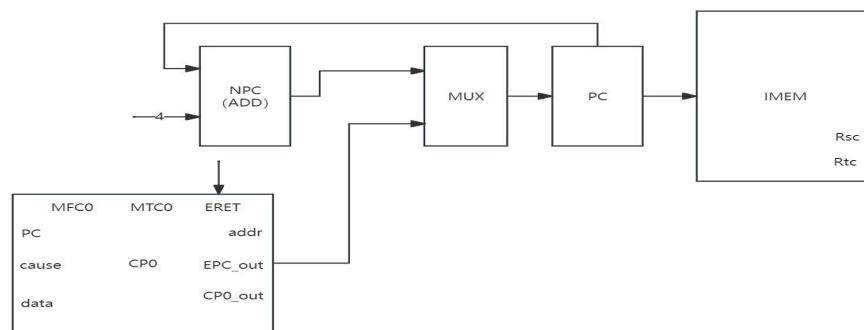 NPC
(ADD)
4
MUX
PC
IMEM
Rsc
Rtc
MFC0 MTC0 ERET
PC addr
cause CP0 EPC_out
data CP0_out